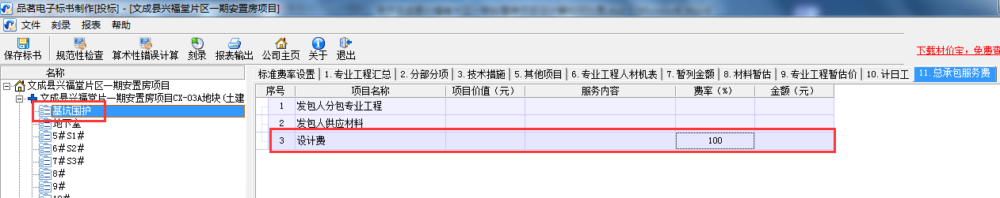 品茗电子标书制作[投标] - [文成县兴福堂片区一期安置房项目]
文件 刻录 报表 帮助
保存标书 规范性检查 算术性错误计算 刻录 报表输出 公司主页 关于 退出
下载材价宝，免费查
名称
文成县兴福堂片区一期安置房项目
文成县兴福堂片区一期安置房项目CX-03A地块(土建
基坑围护
地下室
5#S1#
6#S2#
7#S3#
8#
9#
10#
标准费率设置 1. 专业工程汇总 2. 分部分项 3. 技术措施 5. 其他项目 6. 专业工程人材机表 7. 暂列金额 8. 材料暂估 9. 专业工程暂估价 10. 计日工 11. 总承包服务费
序号 项目名称 项目价值（元） 服务内容 费率（%） 金额（元）
1 发包人分包专业工程
2 发包人供应材料
3 设计费 100